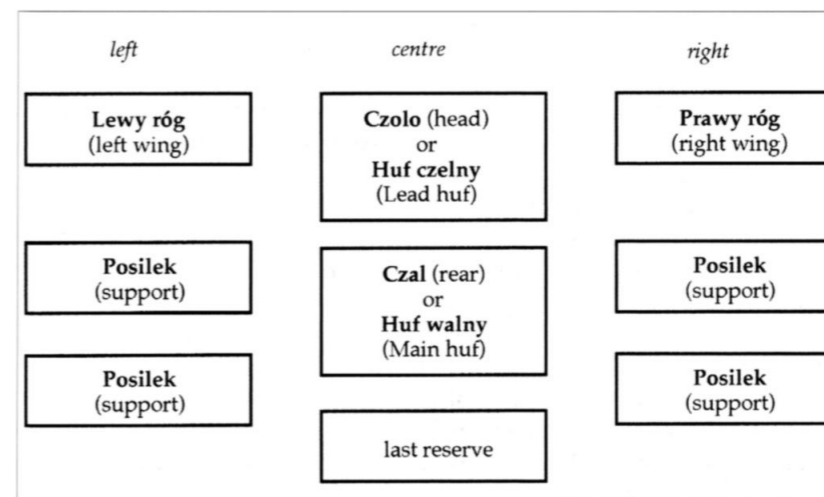 left
centre
right
Lewy róg
(left wing)
Czolo (head)
or
Huf czelny
(Lead huf)
Prawy róg
(right wing)
Posilek
(support)
Czal (rear)
or
Huf walny
(Main huf)
Posilek
(support)
Posilek
(support)
last reserve
Posilek
(support)